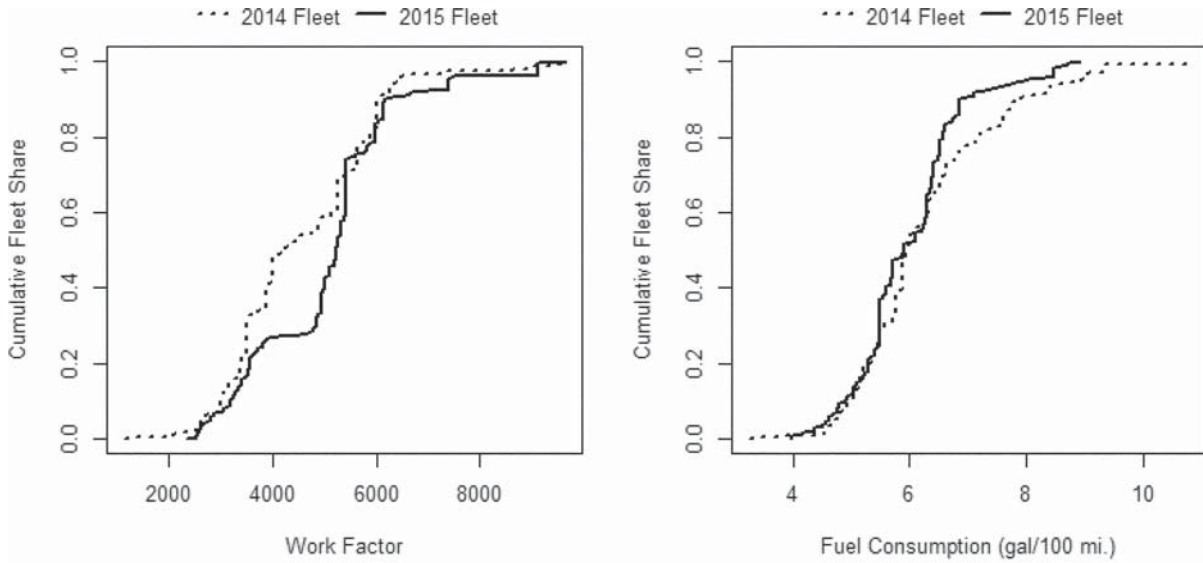 2014 Fleet 2015 Fleet
Cumulative Fleet Share
1.0
0.8
0.6
0.4
0.2
0.0
2000 4000 6000 8000
Work Factor
2014 Fleet 2015 Fleet
Cumulative Fleet Share
1.0
0.8
0.6
0.4
0.2
0.0
4 6 8 10
Fuel Consumption (gal/100 mi.)